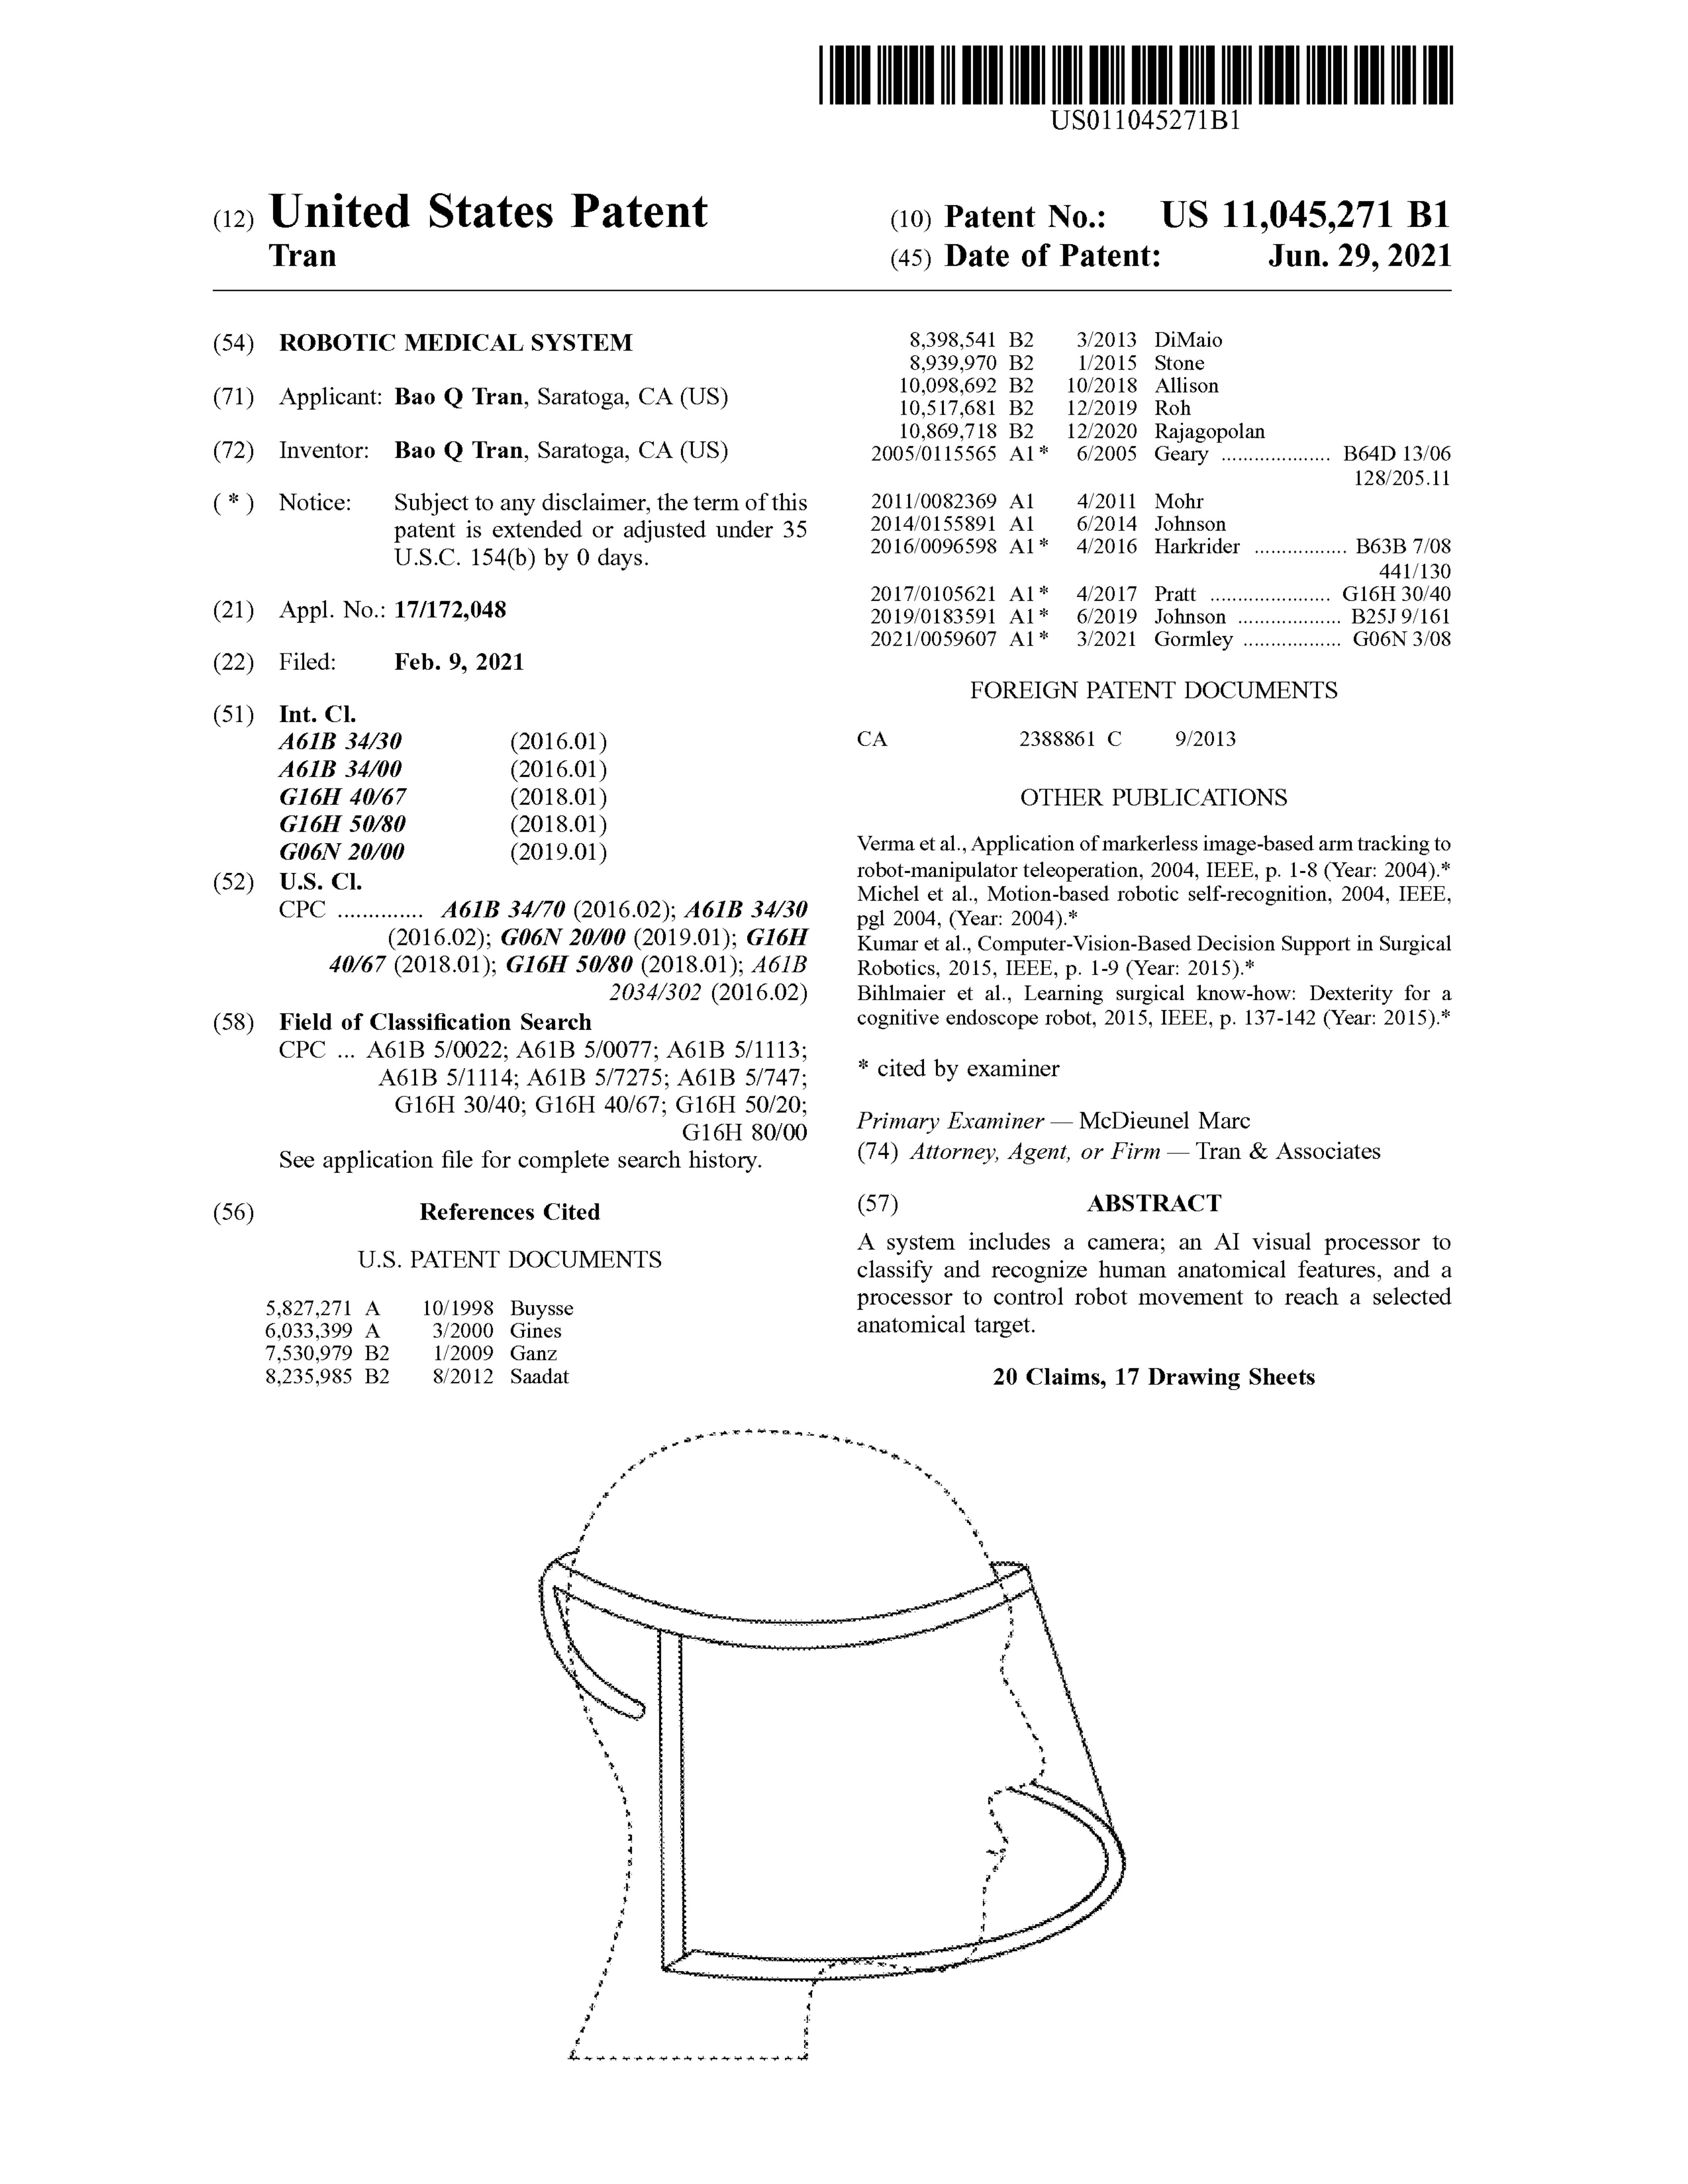 US011045271B1
(12) United States Patent
Tran
(10) Patent No.: US 11,045,271 B1
(45) Date of Patent: Jun. 29, 2021
(54) ROBOTIC MEDICAL SYSTEM
(71) Applicant: Bao Q Tran, Saratoga, CA (US)
(72) Inventor: Bao Q Tran, Saratoga, CA (US)
( * ) Notice: Subject to any disclaimer, the term of this
patent is extended or adjusted under 35
U.S.C. 154(b) by 0 days.
(21) Appl. No.: 17/172,048
(22) Filed: Feb. 9, 2021
(51) Int. Cl.
A61B 34/30 (2016.01)
A61B 34/00 (2016.01)
G16H 40/67 (2018.01)
G16H 50/80 (2018.01)
G06N 20/00 (2019.01)
(52) U.S. Cl.
CPC .............. A61B 34/70 (2016.02); A61B 34/30
(2016.02); G06N 20/00 (2019.01); G16H
40/67 (2018.01); G16H 50/80 (2018.01); A61B
2034/302 (2016.02)
(58) Field of Classification Search
CPC ... A61B 5/0022; A61B 5/0077; A61B 5/1113;
A61B 5/1114; A61B 5/7275; A61B 5/747;
G16H 30/40; G16H 40/67; G16H 50/20;
G16H 80/00
See application file for complete search history.
(56) References Cited
U.S. PATENT DOCUMENTS
5,827,271 A 10/1998 Buysse
6,033,399 A 3/2000 Gines
7,530,979 B2 1/2009 Ganz
8,235,985 B2 8/2012 Saadat
8,398,541 B2 3/2013 DiMaio
8,939,970 B2 1/2015 Stone
10,098,692 B2 10/2018 Allison
10,517,681 B2 12/2019 Roh
10,869,718 B2 12/2020 Rajagopolan
2005/0115565 A1* 6/2005 Geary .................... B64D 13/06
128/205.11
2011/0082369 A1 4/2011 Mohr
2014/0155891 A1 6/2014 Johnson
2016/0096598 A1* 4/2016 Harkrider ................. B63B 7/08
441/130
2017/0105621 A1* 4/2017 Pratt ...................... G16H 30/40
2019/0183591 A1* 6/2019 Johnson ................... B25J 9/161
2021/0059607 A1* 3/2021 Gormley .................. G06N 3/08
FOREIGN PATENT DOCUMENTS
CA 2388861 C 9/2013
OTHER PUBLICATIONS
Verma et al., Application of markerless image-based arm tracking to
robot-manipulator teleoperation, 2004, IEEE, p. 1-8 (Year: 2004).*
Michel et al., Motion-based robotic self-recognition, 2004, IEEE,
pgl 2004, (Year: 2004).*
Kumar et al., Computer-Vision-Based Decision Support in Surgical
Robotics, 2015, IEEE, p. 1-9 (Year: 2015).*
Bihlmaier et al., Learning surgical know-how: Dexterity for a
cognitive endoscope robot, 2015, IEEE, p. 137-142 (Year: 2015).*
* cited by examiner
Primary Examiner — McDieunel Marc
(74) Attorney, Agent, or Firm — Tran & Associates
(57) ABSTRACT
A system includes a camera; an AI visual processor to
classify and recognize human anatomical features, and a
processor to control robot movement to reach a selected
anatomical target.
20 Claims, 17 Drawing Sheets